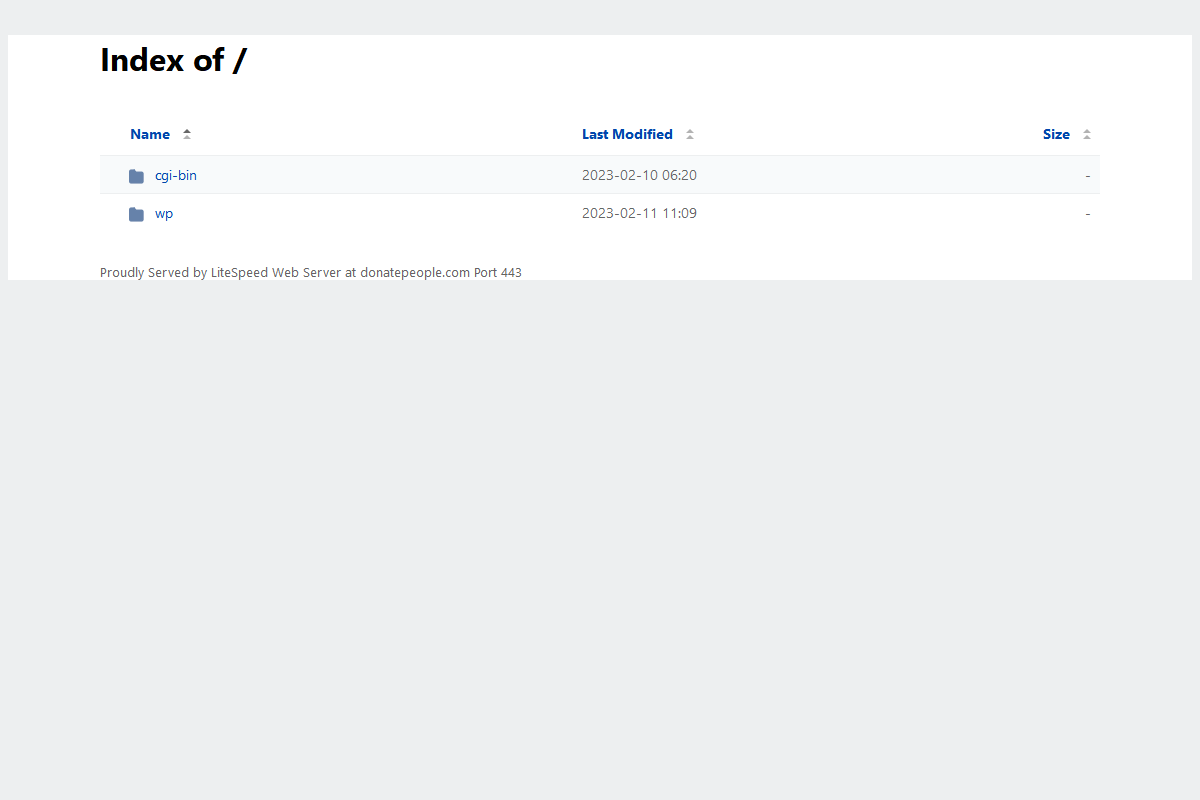 Index of /
Name Last Modified Size
cgi-bin 2023-02-10 06:20 -
wp 2023-02-11 11:09 -
Proudly Served by LiteSpeed Web Server at donatepeople.com Port 443